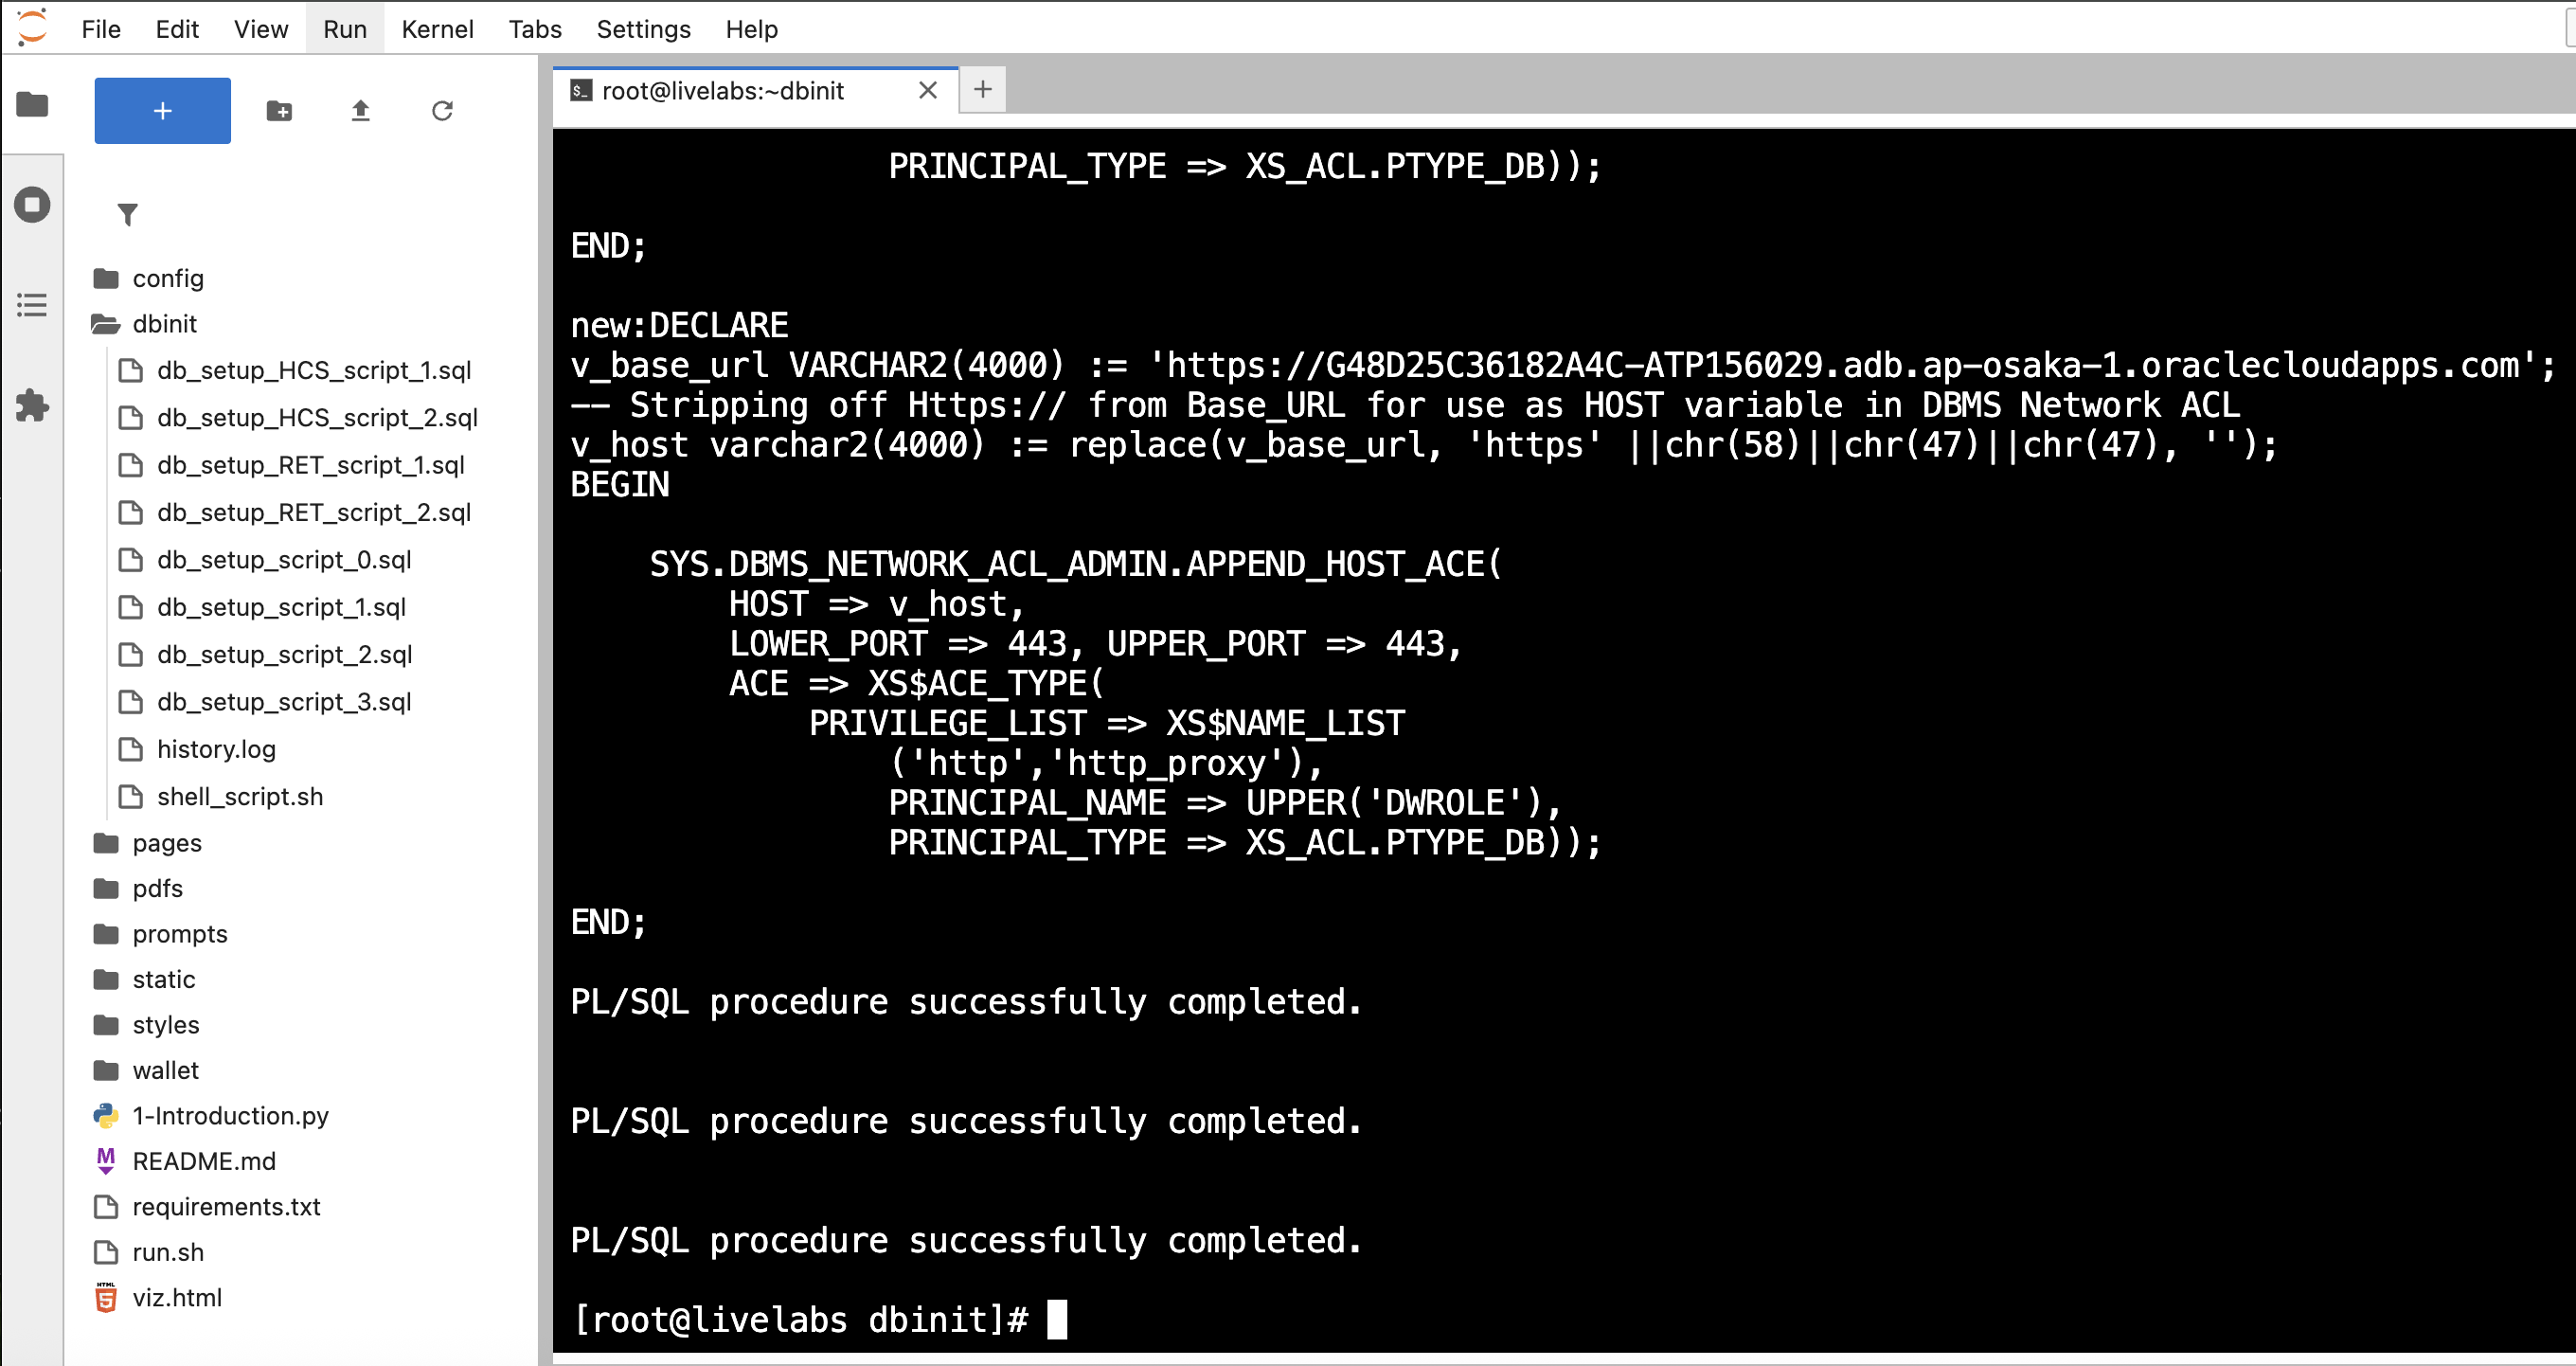 File Edit View Run Kernel Tabs Settings Help
+
config
dbinit
db_setup_HCS_script_1.sql
db_setup_HCS_script_2.sql
db_setup_RET_script_1.sql
db_setup_RET_script_2.sql
db_setup_script_0.sql
db_setup_script_1.sql
db_setup_script_2.sql
db_setup_script_3.sql
history.log
shell_script.sh
pages
pdfs
prompts
static
styles
wallet
1-Introduction.py
README.md
requirements.txt
run.sh
viz.html
root@livelabs:~dbinit
PRINCIPAL_TYPE => XS_ACL.PTYPE_DB));
END;
new:DECLARE
v_base_url VARCHAR2(4000) := 'https://G48D25C36182A4C-ATP156029.adb.ap-osaka-1.oraclecloudapps.com';
-- Stripping off Https:// from Base_URL for use as HOST variable in DBMS Network ACL
v_host varchar2(4000) := replace(v_base_url, 'https' ||chr(58)||chr(47)||chr(47), '');
BEGIN
SYS.DBMS_NETWORK_ACL_ADMIN.APPEND_HOST_ACE(
HOST => v_host,
LOWER_PORT => 443, UPPER_PORT => 443,
ACE => XS$ACE_TYPE(
PRIVILEGE_LIST => XS$NAME_LIST
('http','http_proxy'),
PRINCIPAL_NAME => UPPER('DWROLE'),
PRINCIPAL_TYPE => XS_ACL.PTYPE_DB));
END;
PL/SQL procedure successfully completed.
PL/SQL procedure successfully completed.
PL/SQL procedure successfully completed.
[root@livelabs dbinit]#